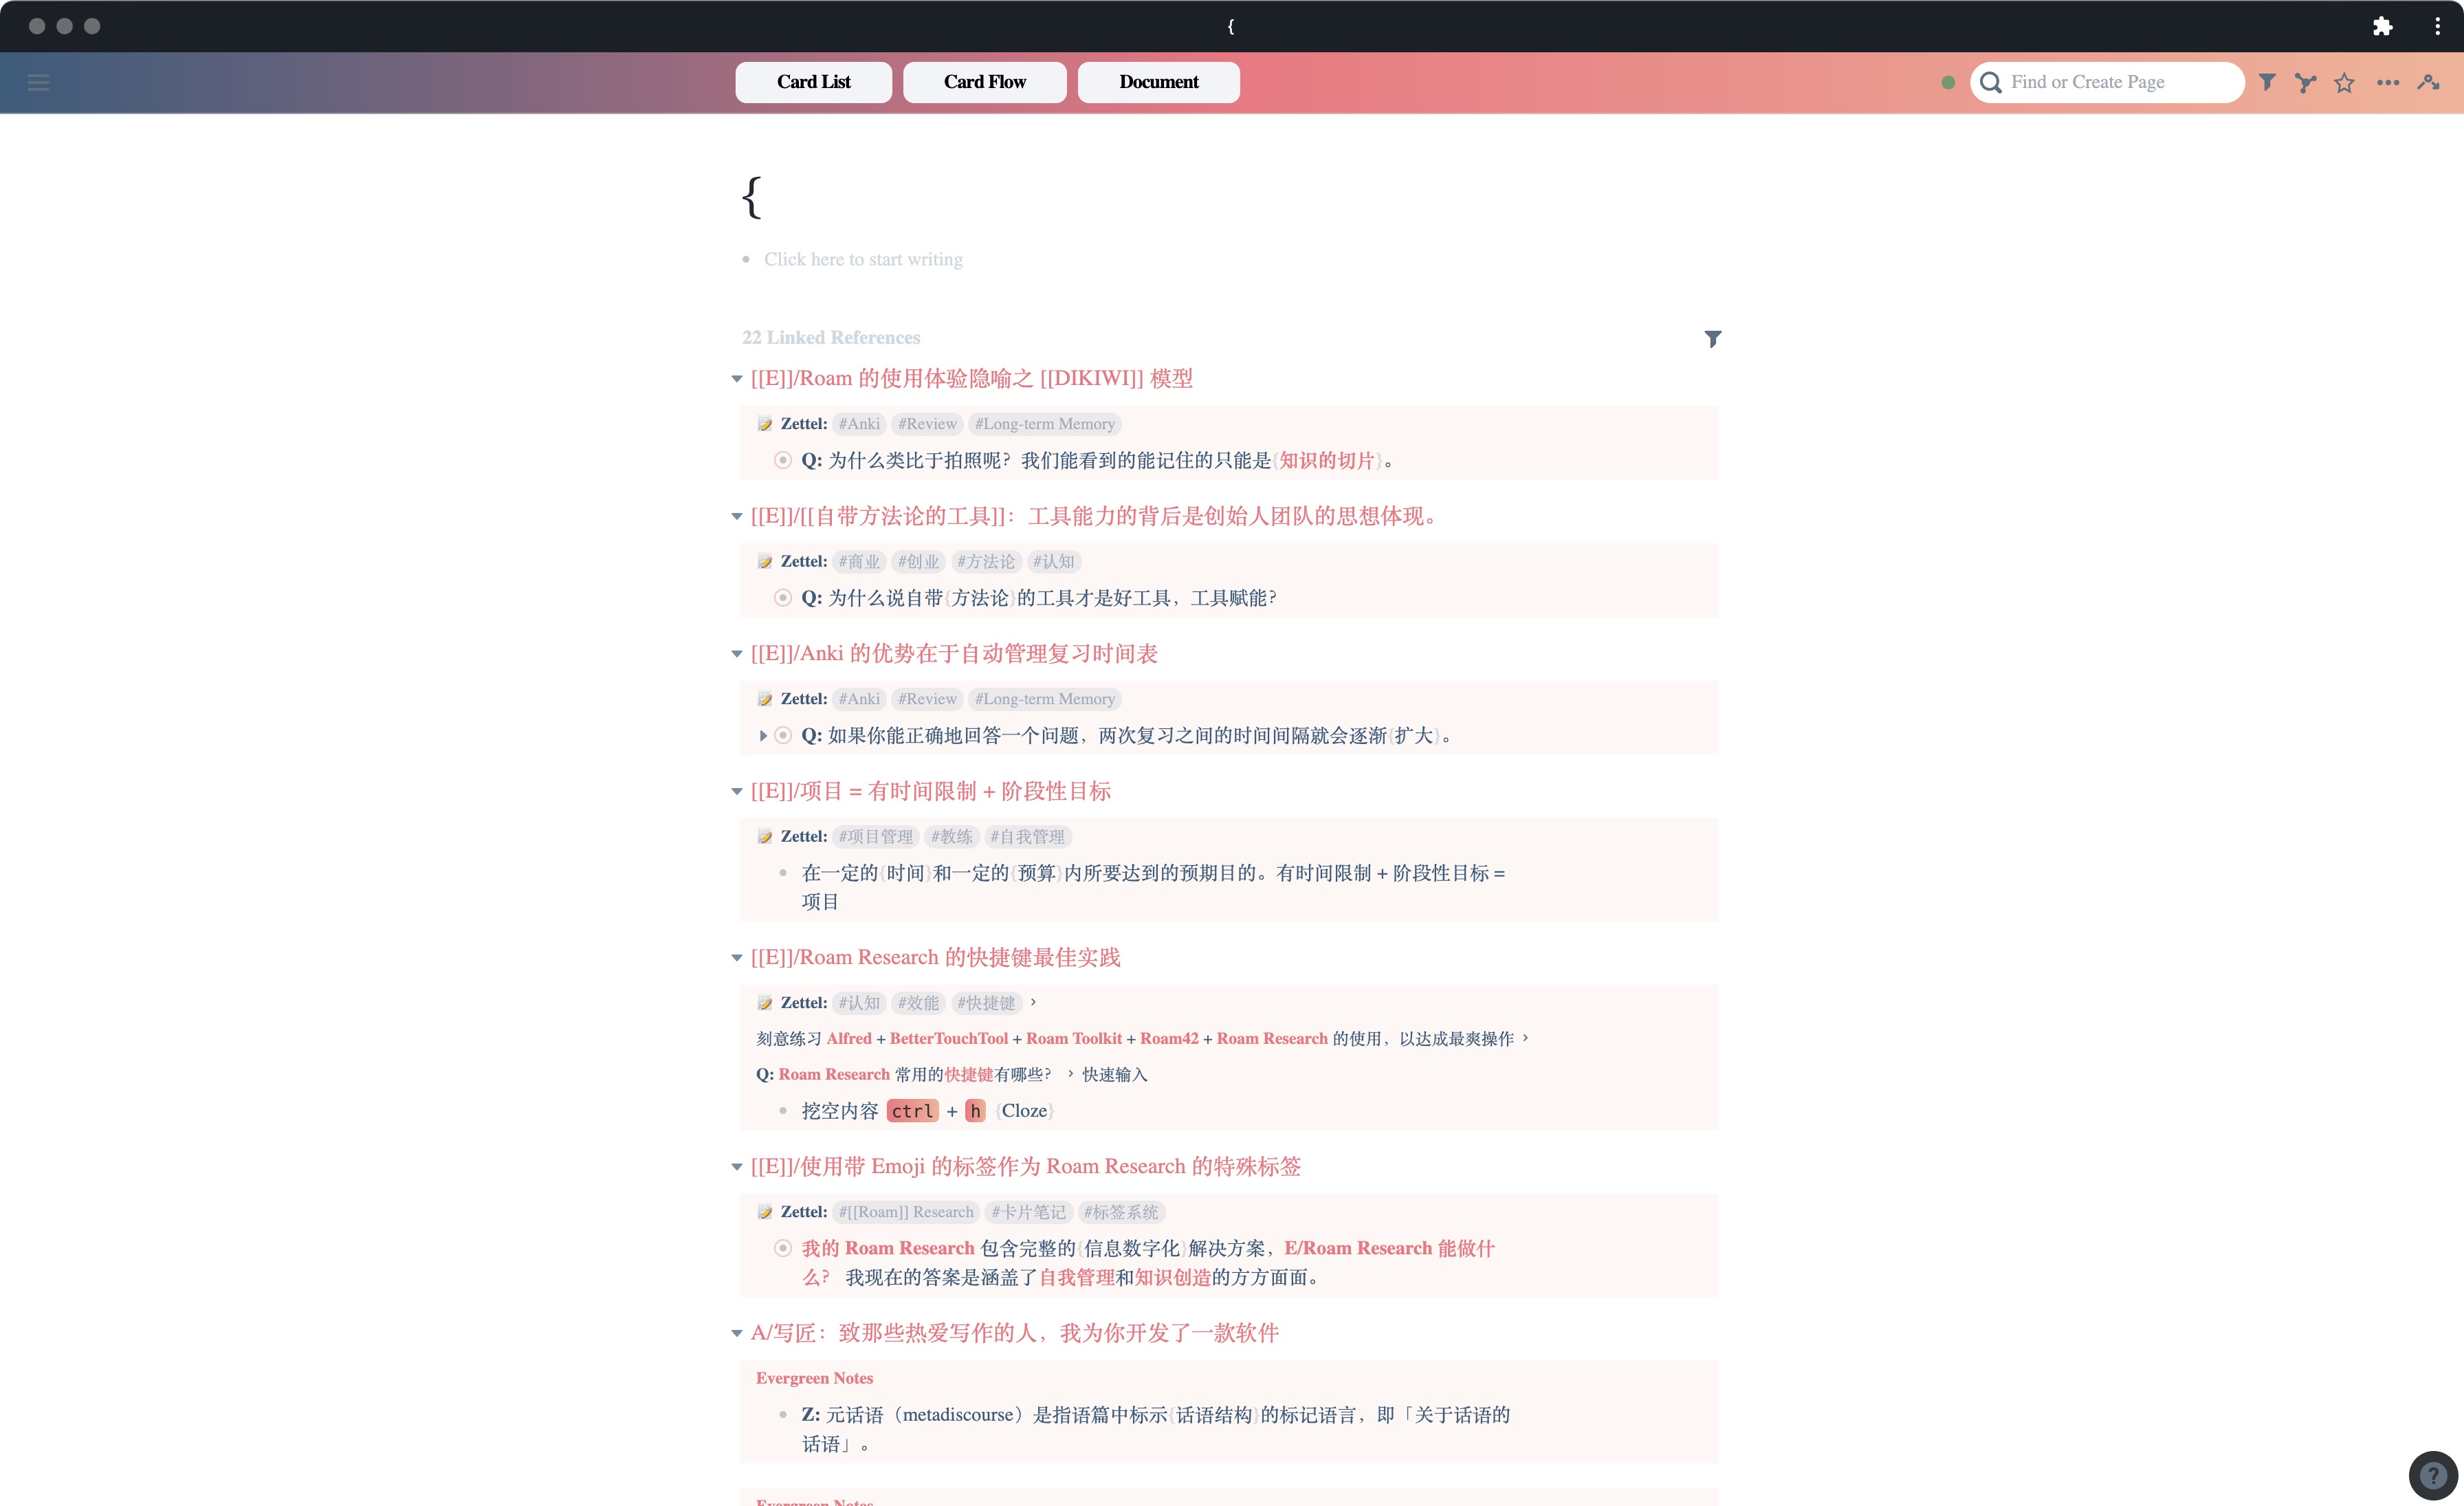 {
Card List
Card Flow
Document
Find or Create Page
{
Click here to start writing
22 Linked References
[[E]]/Roam 的使用体验隐喻之 [[DIKIWI]] 模型
Zettel: #Anki #Review #Long-term Memory
Q: 为什么类比于拍照呢？我们能看到的能记住的只能是{知识的切片}。
[[E]]/[[自带方法论的工具]]：工具能力的背后是创始人团队的思想体现。
Zettel: #商业 #创业 #方法论 #认知
Q: 为什么说自带{方法论}的工具才是好工具，工具赋能？
[[E]]/Anki 的优势在于自动管理复习时间表
Zettel: #Anki #Review #Long-term Memory
Q: 如果你能正确地回答一个问题，两次复习之间的时间间隔就会逐渐{扩大}。
[[E]]/项目 = 有时间限制 + 阶段性目标
Zettel: #项目管理 #教练 #自我管理
在一定的{时间}和一定的{预算}内所要达到的预期目的。有时间限制 + 阶段性目标 =
项目
[[E]]/Roam Research 的快捷键最佳实践
Zettel: #认知 #效能 #快捷键 ›
刻意练习 Alfred + BetterTouchTool + Roam Toolkit + Roam42 + Roam Research 的使用，以达成最爽操作 ›
Q: Roam Research 常用的快捷键有哪些？ › 快速输入
挖空内容 ctrl + h {Cloze}
[[E]]/使用带 Emoji 的标签作为 Roam Research 的特殊标签
Zettel: #[[Roam]] Research #卡片笔记 #标签系统
我的 Roam Research 包含完整的{信息数字化}解决方案，E/Roam Research 能做什
么？ 我现在的答案是涵盖了自我管理和知识创造的方方面面。
A/写匠：致那些热爱写作的人，我为你开发了一款软件
Evergreen Notes
Z: 元话语（metadiscourse）是指语篇中标示{话语结构}的标记语言，即「关于话语的
话语」。
Evergreen Notes
?